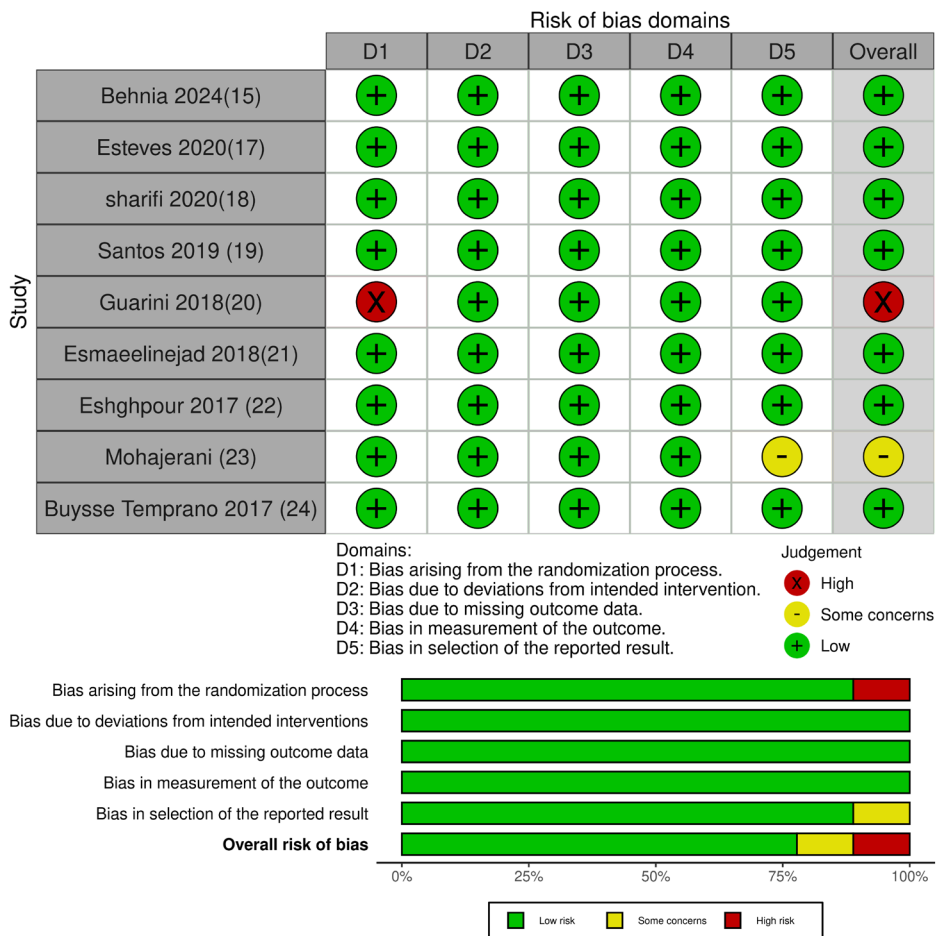 Risk of bias domains
D1 D2 D3 D4 D5 Overall
Study
Behnia 2024(15) + + + + + +
Esteves 2020(17) + + + + + +
sharifi 2020(18) + + + + + +
Santos 2019 (19) + + + + + +
Guarini 2018(20) X + + + + X
Esmaeelinejad 2018(21) + + + + + +
Eshghpour 2017 (22) + + + + + +
Mohajerani (23) + + + + - -
Buysse Temprano 2017 (24) + + + + + +
Domains:
D1: Bias arising from the randomization process.
D2: Bias due to deviations from intended intervention.
D3: Bias due to missing outcome data.
D4: Bias in measurement of the outcome.
D5: Bias in selection of the reported result.
Judgement
X High
- Some concerns
+ Low
Bias arising from the randomization process
Bias due to deviations from intended interventions
Bias due to missing outcome data
Bias in measurement of the outcome
Bias in selection of the reported result
Overall risk of bias
0% 25% 50% 75% 100%
Low risk Some concerns High risk